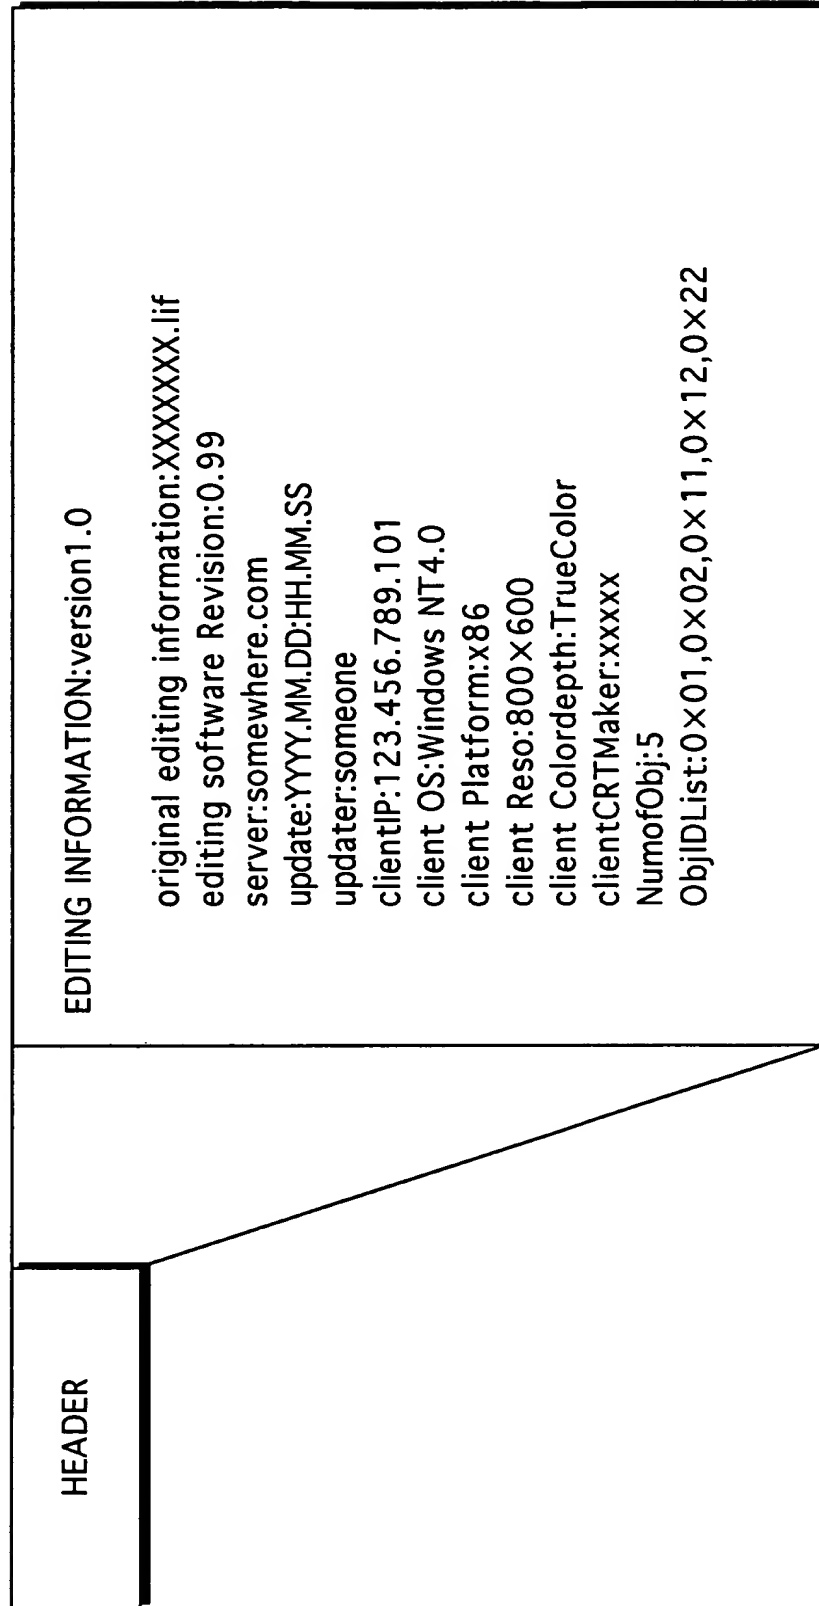 HEADER
EDITING INFORMATION:version1.0
original editing information:XXXXXXX.lif
editing software Revision:0.99
server:somewhere.com
update:YYYY.MM.DD:HH.MM.SS
updater:someone
clientIP:123.456.789.101
client OS:Windows NT4.0
client Platform:x86
client Reso:800×600
client Colordepth:TrueColor
clientCRTMaker:xxxxx
NumofObj:5
ObjIDList:0×01,0×02,0×11,0×12,0×22